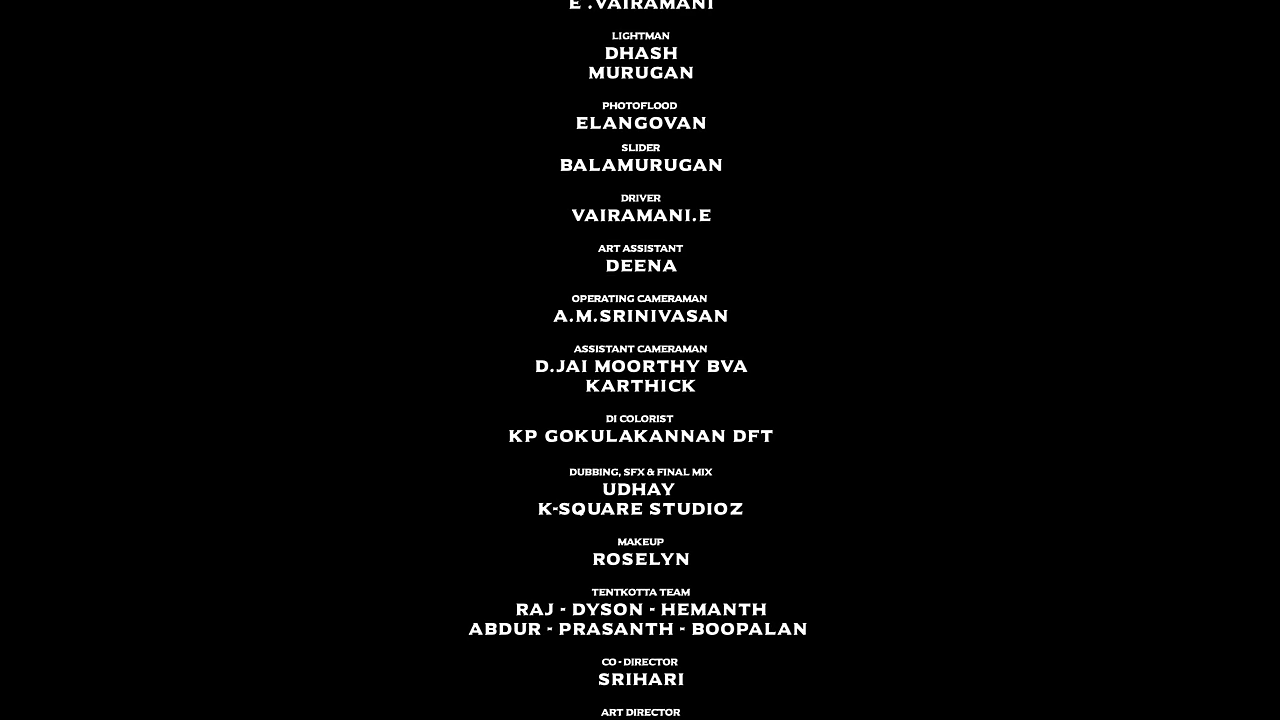 E .VAIRAMANI
LIGHTMAN
DHASH
MURUGAN
PHOTOFLOOD
ELANGOVAN
SLIDER
BALAMURUGAN
DRIVER
VAIRAMANI.E
ART ASSISTANT
DEENA
OPERATING CAMERAMAN
A.M.SRINIVASAN
ASSISTANT CAMERAMAN
D.JAI MOORTHY BVA
KARTHICK
DI COLORIST
KP GOKULAKANNAN DFT
DUBBING, SFX & FINAL MIX
UDHAY
K-SQUARE STUDIOZ
MAKEUP
ROSELYN
TENTKOTTA TEAM
RAJ - DYSON - HEMANTH
ABDUR - PRASANTH - BOOPALAN
CO - DIRECTOR
SRIHARI
ART DIRECTOR